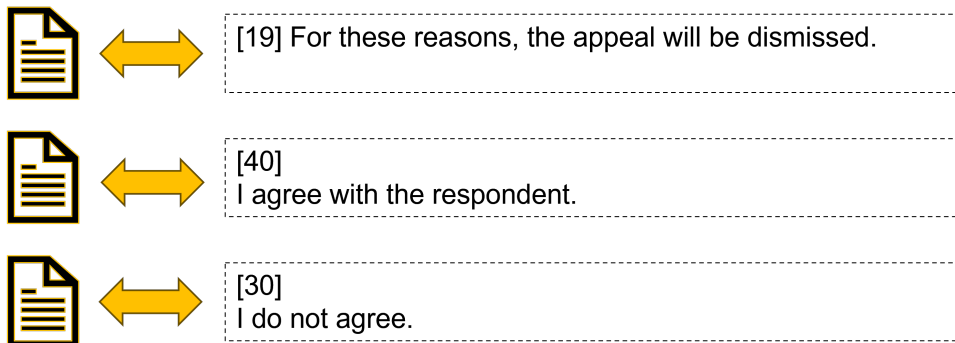 [19] For these reasons, the appeal will be dismissed.
[40]
I agree with the respondent.
[30]
I do not agree.